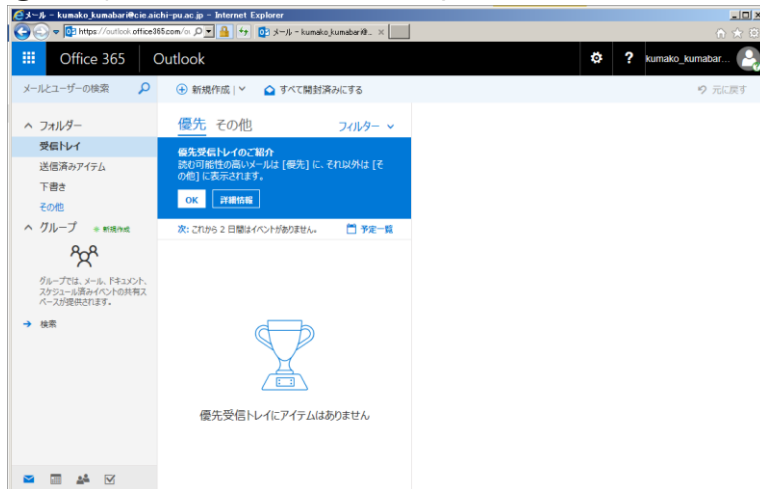 メール - kumako_kumabari@cie.aichi-pu.ac.jp - Internet Explorer
https://outlook.office365.com/
メール - kumako_kumabari@...
Office 365 Outlook
? kumako_kumabar...
メールとユーザーの検索
新規作成
すべて開封済みにする
元に戻す
フォルダー
受信トレイ
送信済みアイテム
下書き
その他
グループ
新規作成
グループでは、メール、ドキュメント、
スケジュール済みイベントの共有ス
ペースが提供されます。
検索
優先 その他 フィルター
優先受信トレイのご紹介
読む可能性の高いメールは [優先] に、それ以外は [そ
の他] に表示されます。
OK 詳細情報
次: これから 2 日間はイベントがありません。 予定一覧
優先受信トレイにアイテムはありません